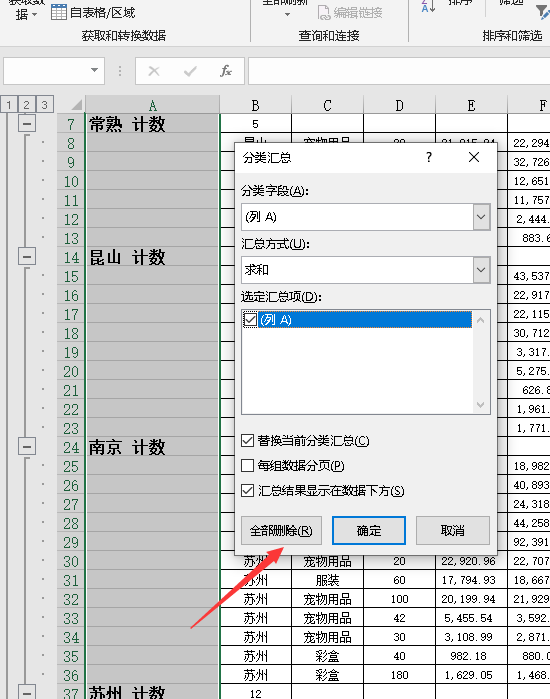 获取数
据 自表格/区域
全部刷新 编辑链接
排序 筛选
获取和转换数据 查询和连接 排序和筛选
fx
1 2 3 A B C D E F
7 常熟 计数 5
8 昆山 宠物用品 22,294
9 32,726
10 12,651
11 11,757
12 2,444.
13 883.6
14 昆山 计数
15 43,537
16 22,917
17 22,115
18 30,712
19 3,317.
20 5,275.
21 626.8
22 1,961.
23 1,771.
24 南京 计数
25 18,982
26 40,893
27 24,318
28 44,258
29 92,391
30 苏州 宠物用品 20 22,920.96 22,707
31 苏州 服装 60 17,794.93 18,667
32 苏州 宠物用品 100 20,199.94 21,929
33 苏州 宠物用品 42 5,455.54 3,592.
34 苏州 宠物用品 30 3,108.99 2,871.
35 苏州 彩盒 40 982.18 880.0
36 苏州 彩盒 180 1,629.05 1,468.
37 苏州 计数 12
分类汇总 ?
分类字段(A):
(列 A)
汇总方式(U):
求和
选定汇总项(D):
(列 A)
替换当前分类汇总(C)
每组数据分页(P)
汇总结果显示在数据下方(S)
全部删除(R) 确定 取消